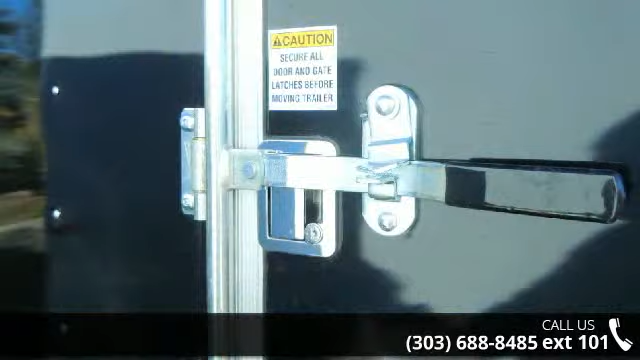 CAUTION
SECURE ALL
DOOR AND GATE
LATCHES BEFORE
MOVING TRAILER
CALL US
(303) 688-8485 ext 101